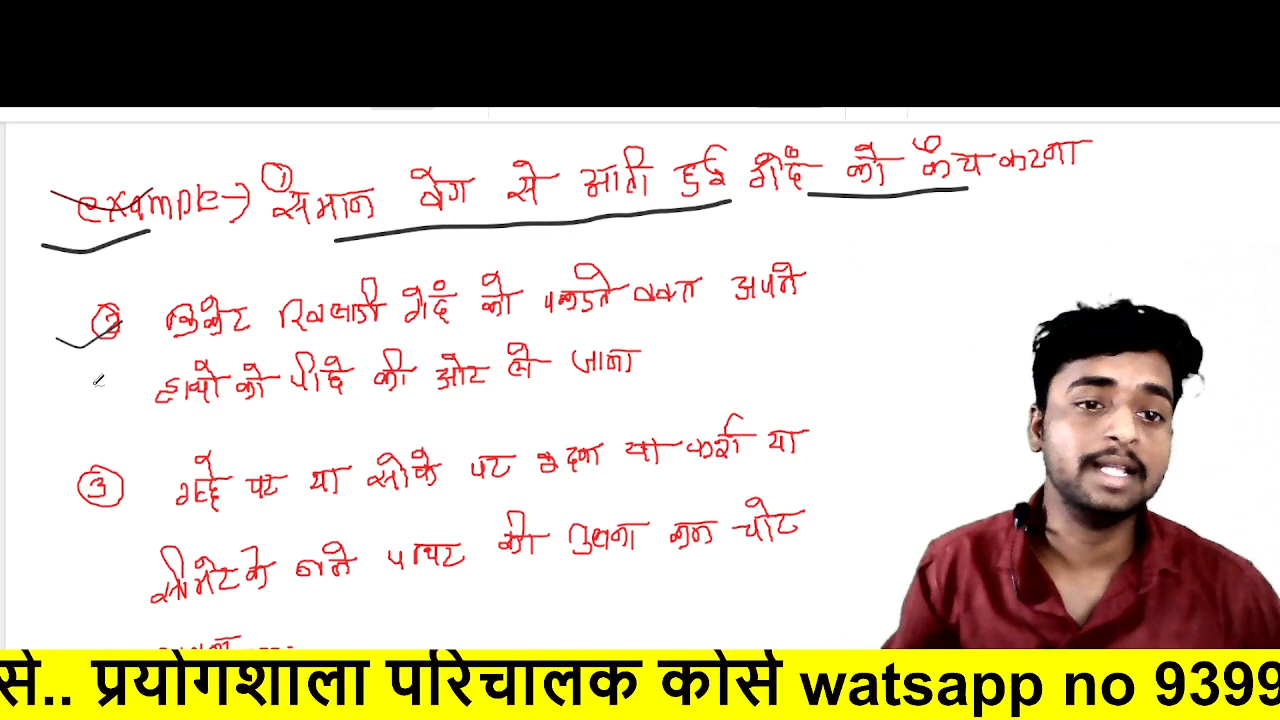 example → ① समान वेग से आती हुई गेंद को कैच करना
② क्रिकेट खिलाडी गेंद को पकडते वक्त अपने
हाथो को पीछे की ओर ले जाना
③ गद्दे पर या सोफे पर कुदना या फर्श या
सीमेंट के बने पत्थर की तुलना कम चोट
से.. प्रयोगशाला परिचालक कोर्स watsapp no 9399